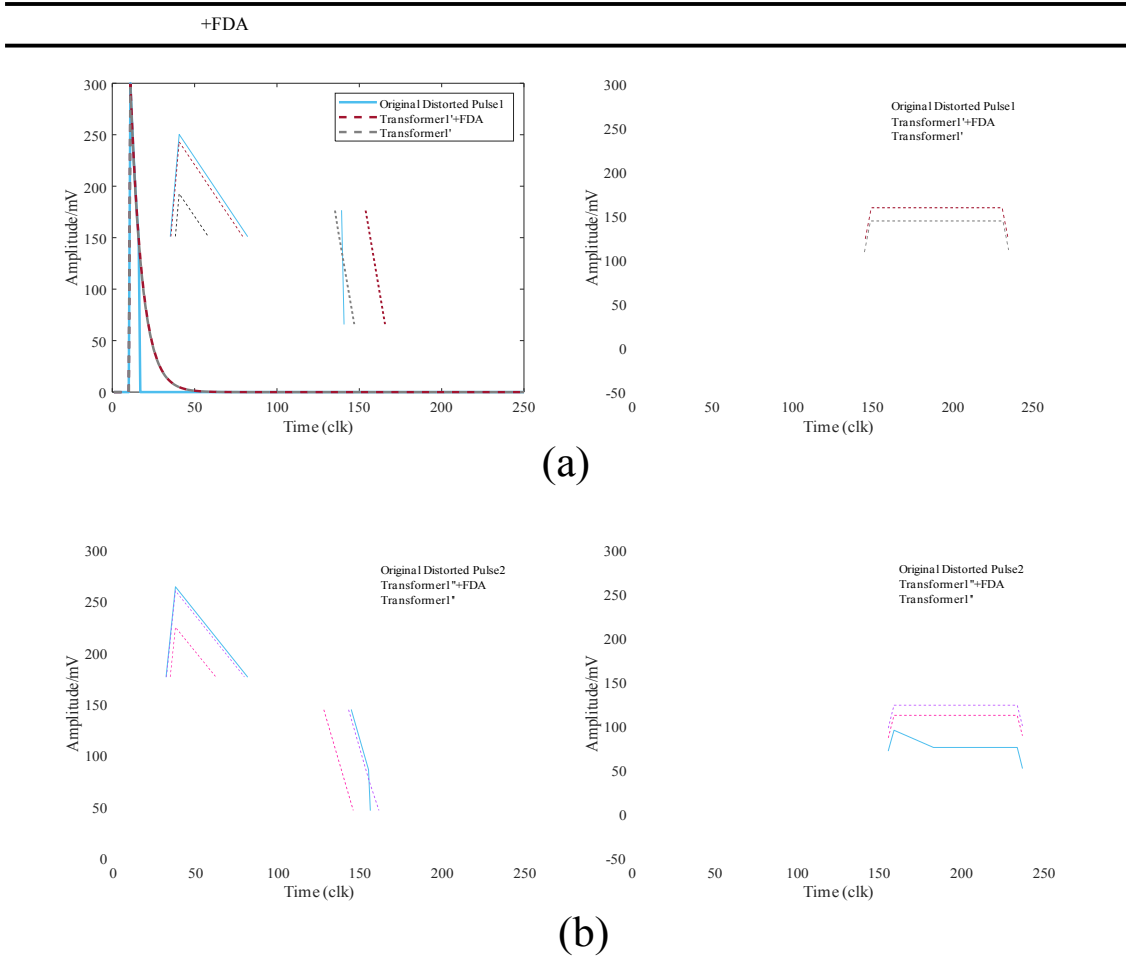 +FDA
300
250
200
150
100
50
0
Amplitude/mV
0 50 100 150 200 250
Time (clk)
Original Distorted Pulse1
Transformer1'+FDA
Transformer1'
300
250
200
150
100
50
0
-50
Amplitude/mV
0 50 100 150 200 250
Time (clk)
Original Distorted Pulse1
Transformer1'+FDA
Transformer1'
(a)
300
250
200
150
100
50
0
Amplitude/mV
0 50 100 150 200 250
Time (clk)
Original Distorted Pulse2
Transformer1''+FDA
Transformer1''
300
250
200
150
100
50
0
-50
Amplitude/mV
0 50 100 150 200 250
Time (clk)
Original Distorted Pulse2
Transformer1''+FDA
Transformer1''
(b)